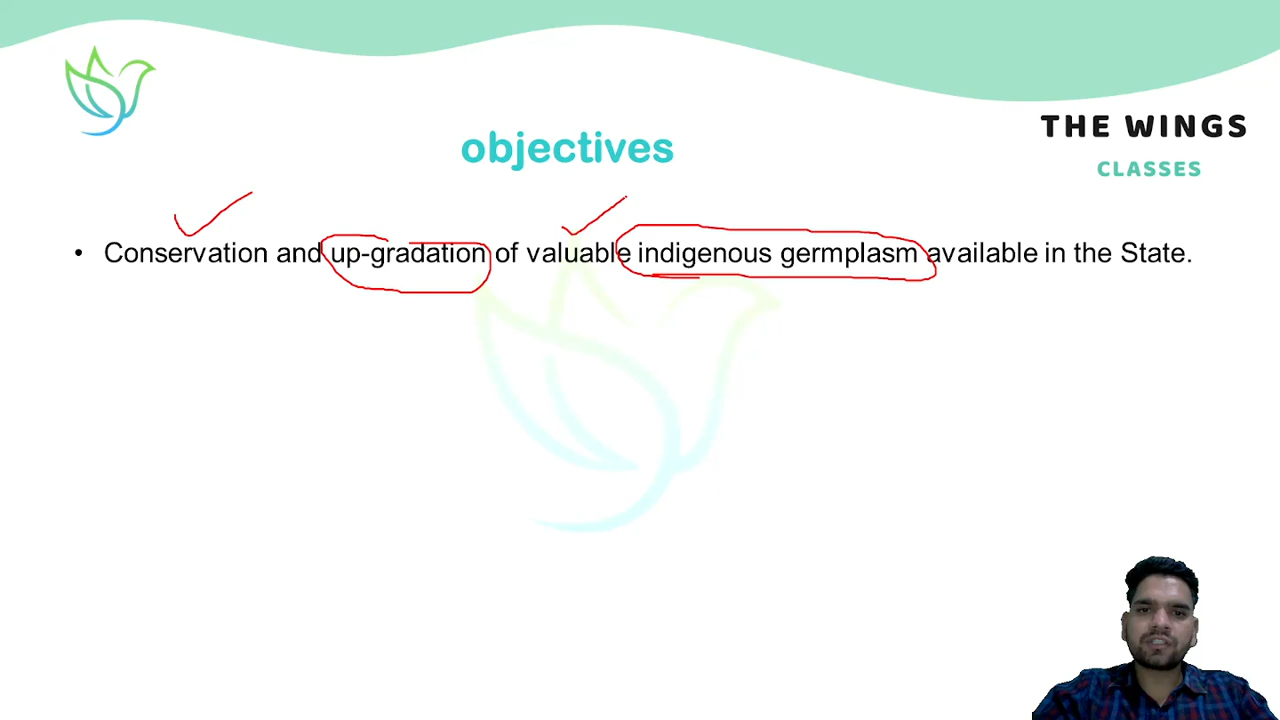 THE WINGS
CLASSES
objectives
• Conservation and up-gradation of valuable indigenous germplasm available in the State.